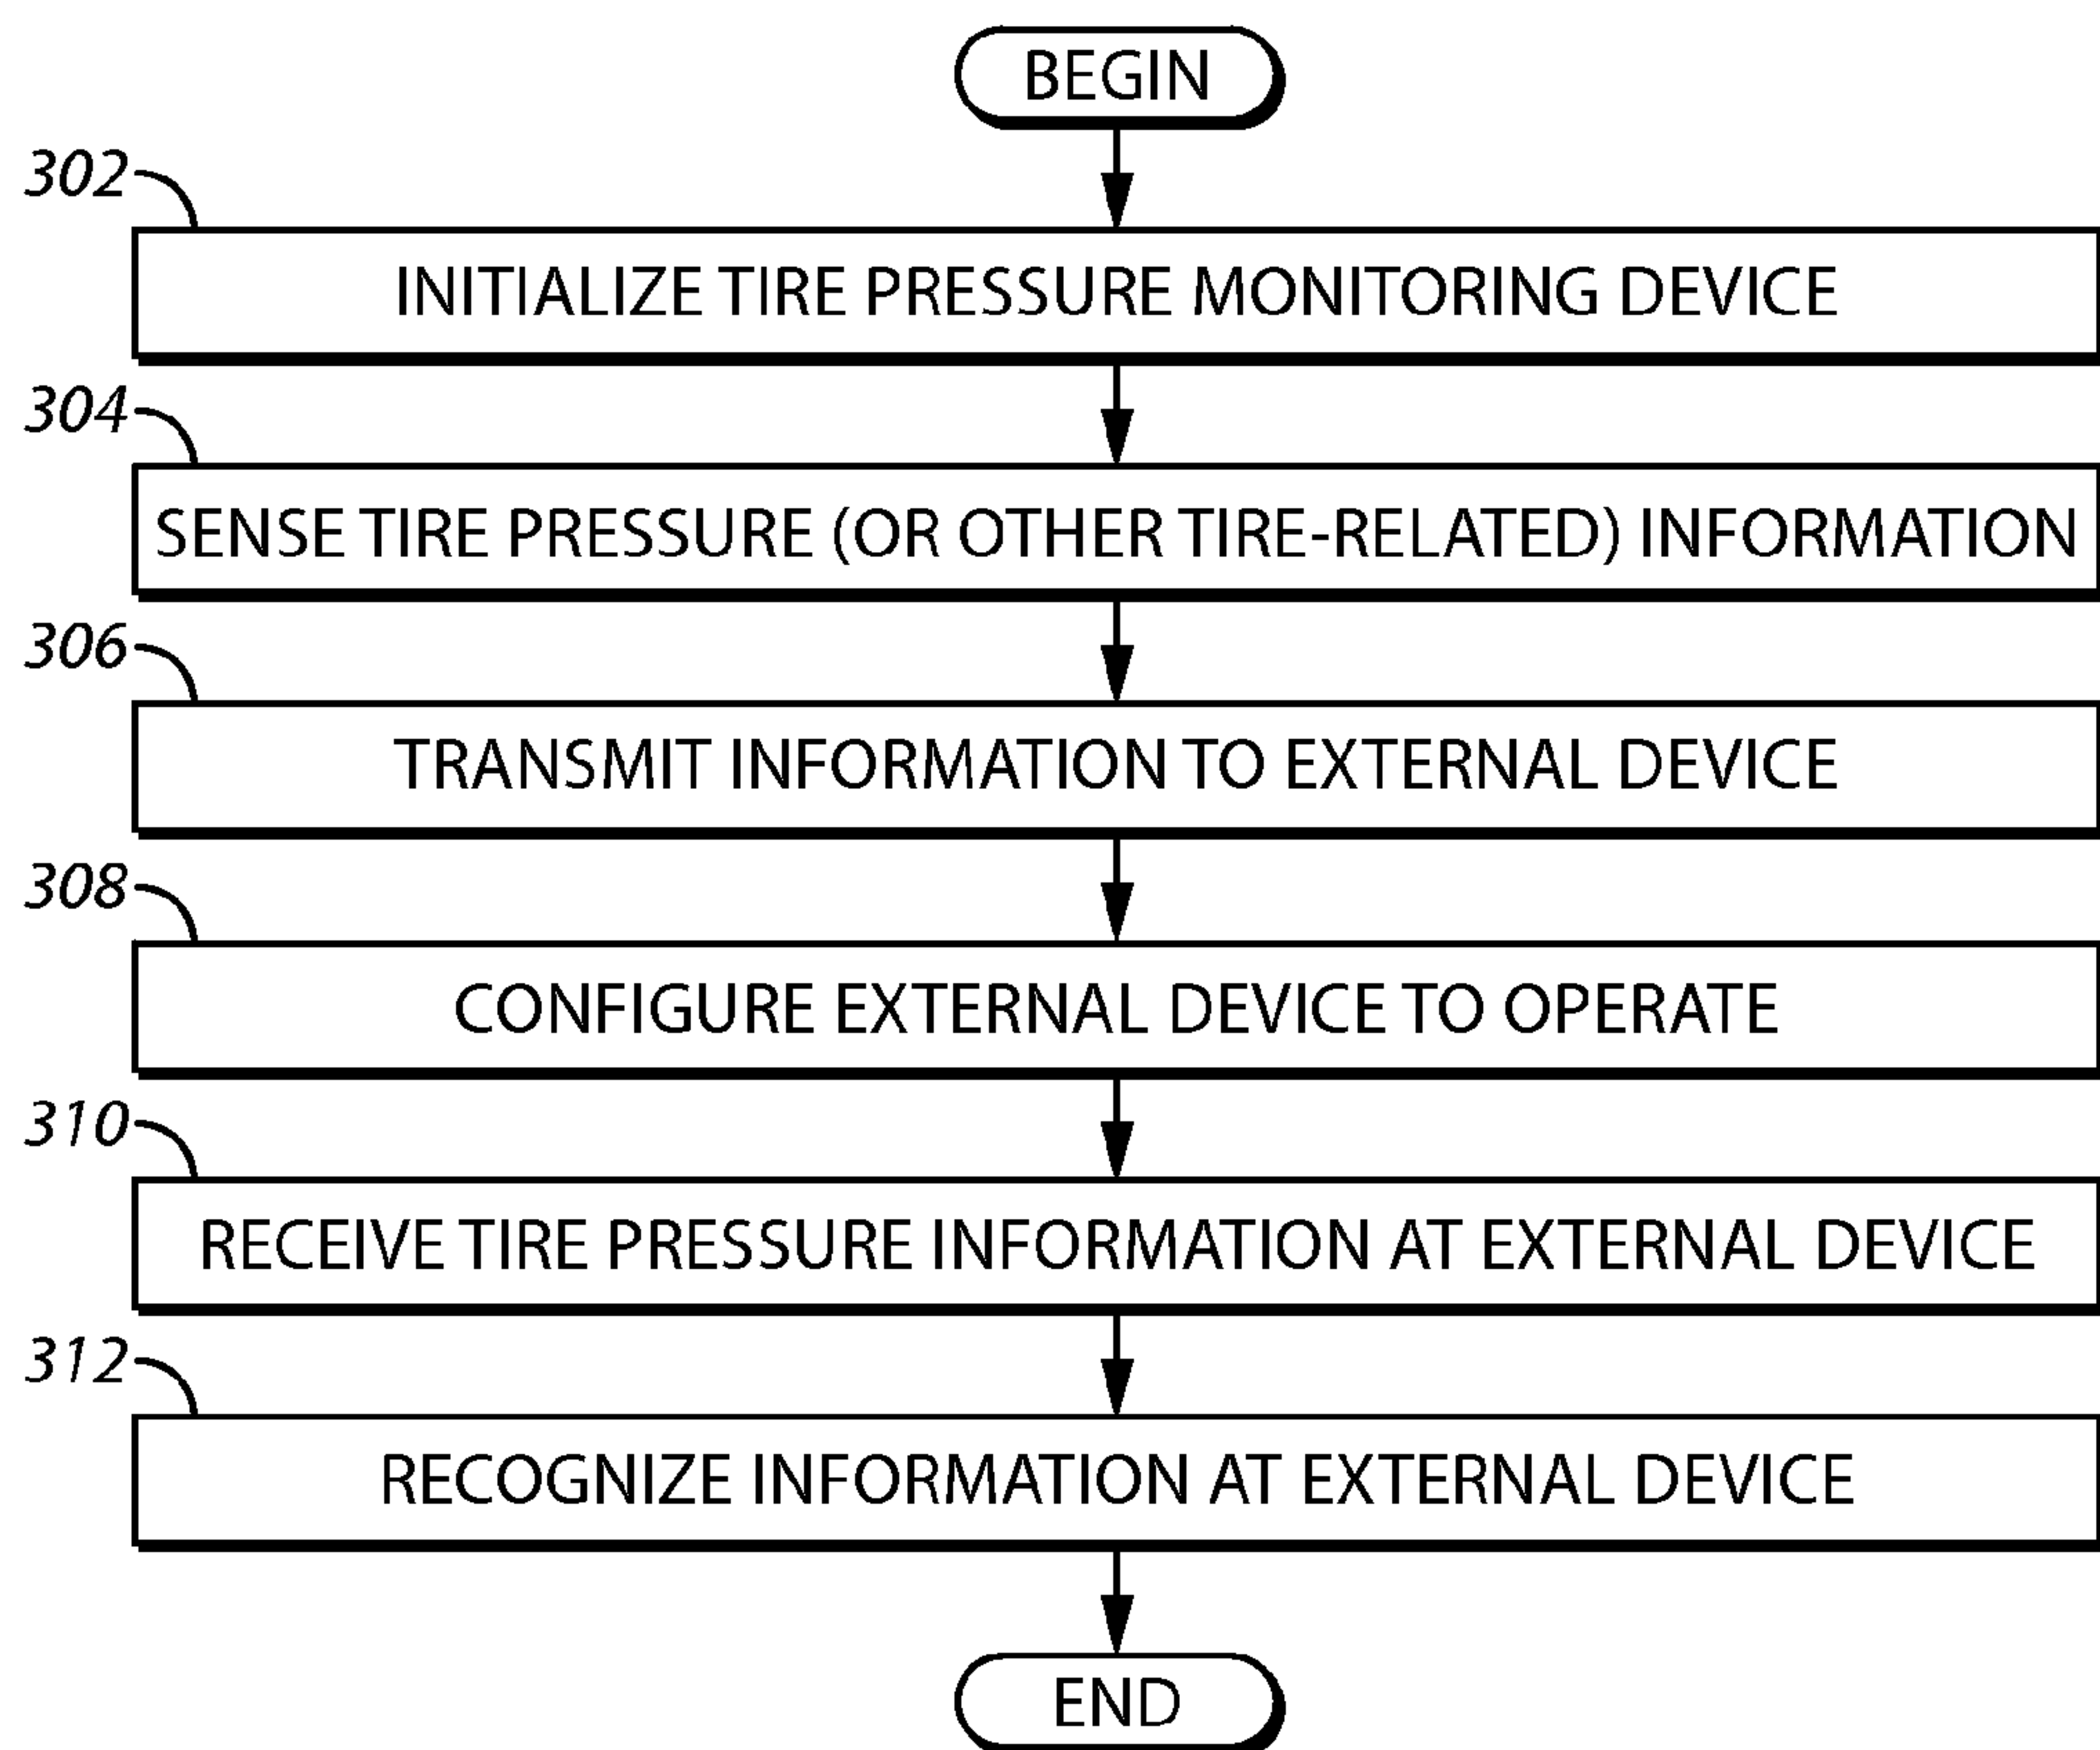 BEGIN
302
INITIALIZE TIRE PRESSURE MONITORING DEVICE
304
SENSE TIRE PRESSURE (OR OTHER TIRE-RELATED) INFORMATION
306
TRANSMIT INFORMATION TO EXTERNAL DEVICE
308
CONFIGURE EXTERNAL DEVICE TO OPERATE
310
RECEIVE TIRE PRESSURE INFORMATION AT EXTERNAL DEVICE
312
RECOGNIZE INFORMATION AT EXTERNAL DEVICE
END